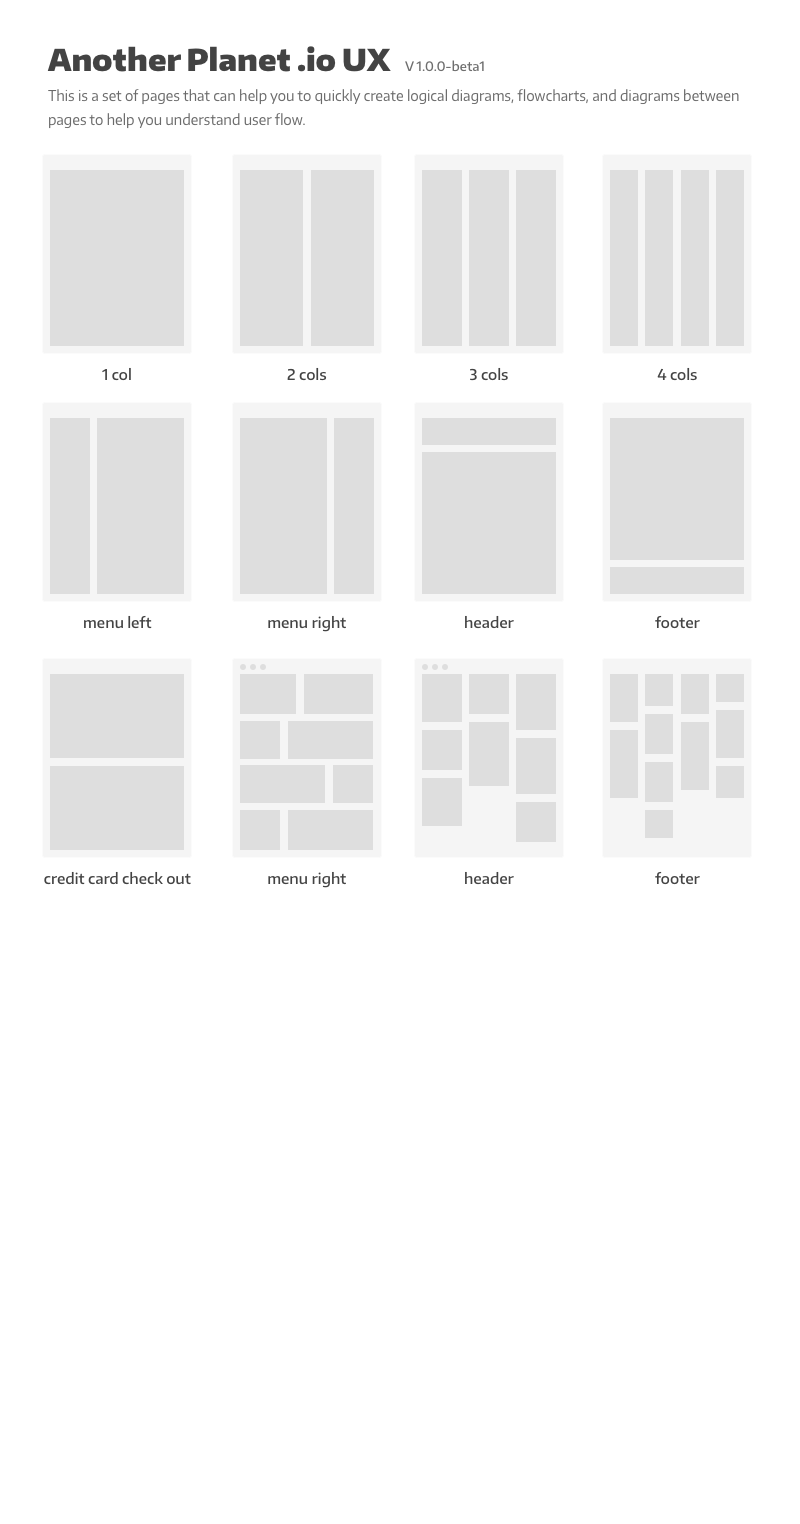 Another Planet .io UX V 1.0.0-beta1
This is a set of pages that can help you to quickly create logical diagrams, flowcharts, and diagrams between
pages to help you understand user flow.
1 col 2 cols 3 cols 4 cols
menu left menu right header footer
credit card check out menu right header footer